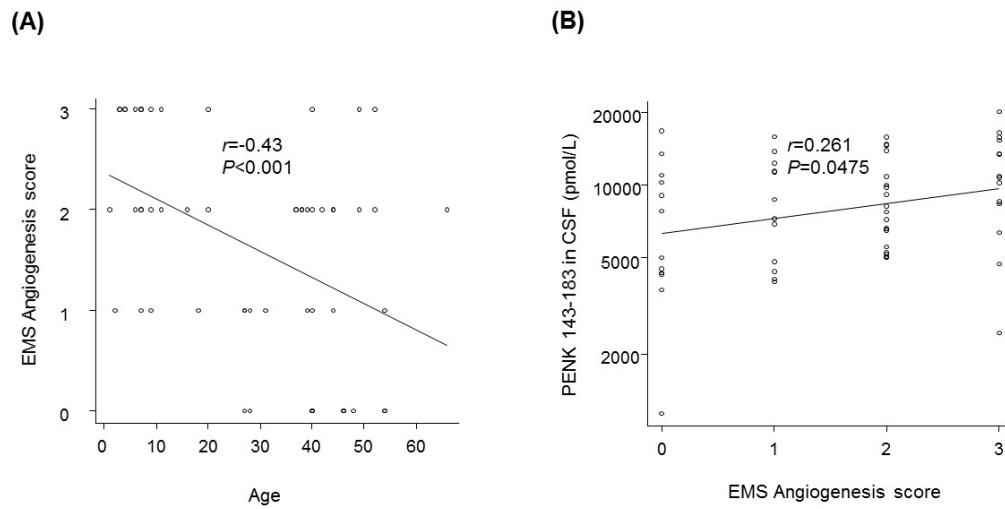 (A)
EMS Angiogenesis score
3
2
1
0
r=-0.43
P<0.001
0 10 20 30 40 50 60
Age
(B)
PENK 143-183 in CSF (pmol/L)
20000
10000
5000
2000
r=0.261
P=0.0475
0 1 2 3
EMS Angiogenesis score